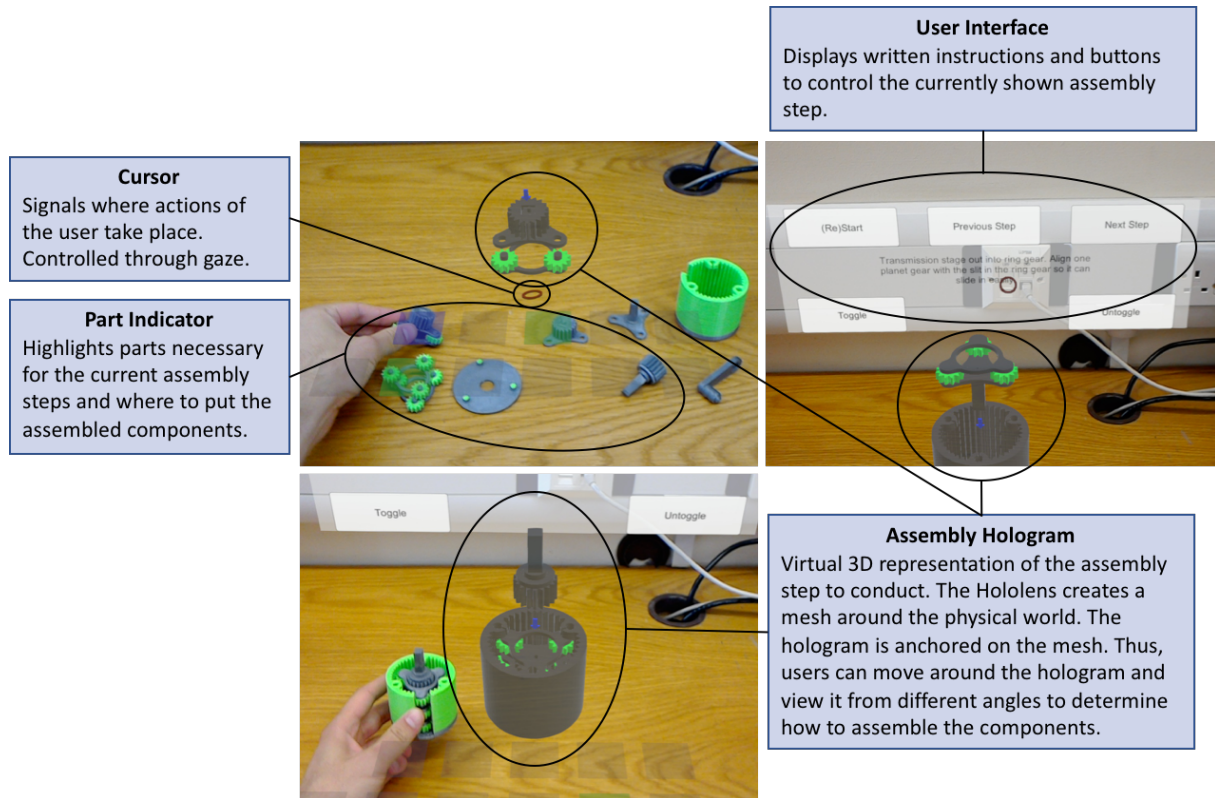 User Interface
Displays written instructions and buttons
to control the currently shown assembly
step.
Cursor
Signals where actions of
the user take place.
Controlled through gaze.
Part Indicator
Highlights parts necessary
for the current assembly
steps and where to put the
assembled components.
(Re)Start
Previous Step
Next Step
Transmission stage out into ring gear. Align one
planet gear with the slit in the ring gear so it can
slide in
Toggle
Untoggle
Toggle
Untoggle
Assembly Hologram
Virtual 3D representation of the assembly
step to conduct. The Hololens creates a
mesh around the physical world. The
hologram is anchored on the mesh. Thus,
users can move around the hologram and
view it from different angles to determine
how to assemble the components.